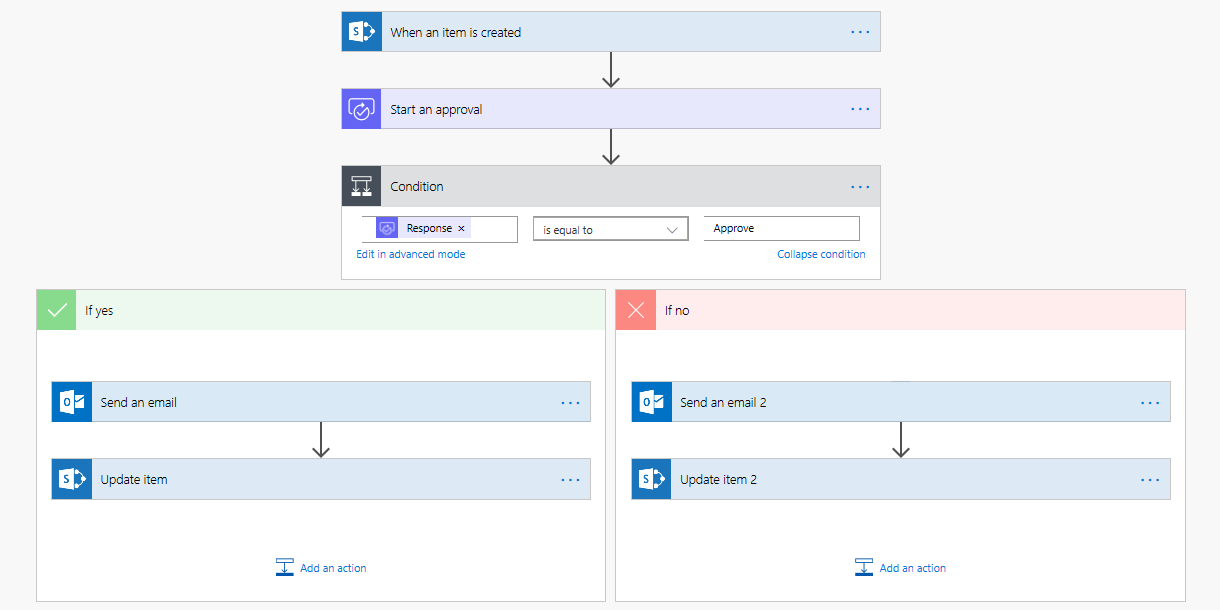 When an item is created
Start an approval
Condition
Response × is equal to Approve
Edit in advanced mode Collapse condition
If yes
Send an email
Update item
Add an action
If no
Send an email 2
Update item 2
Add an action